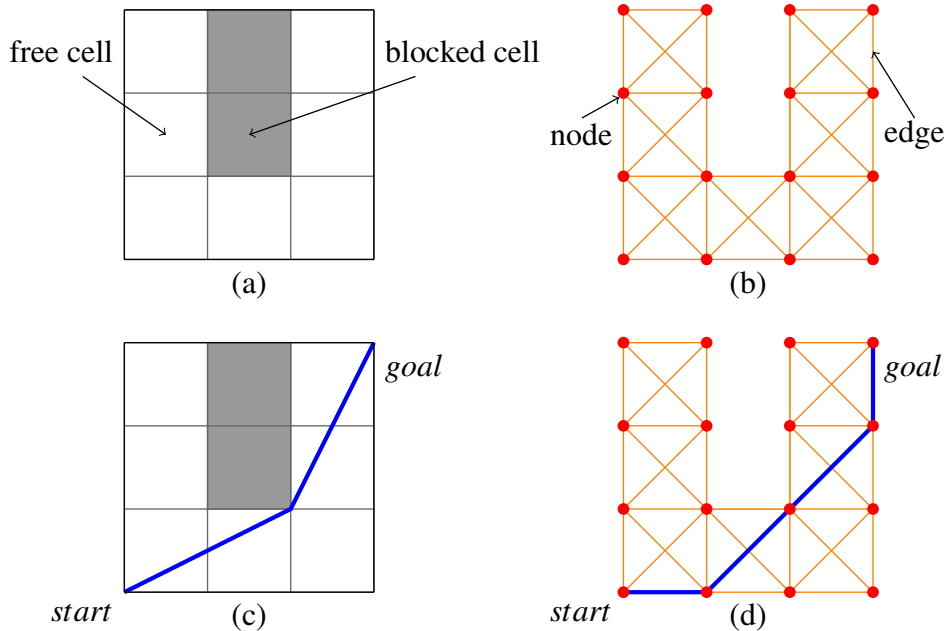 free cell
blocked cell
node
edge
(a)
(b)
goal
goal
start
(c)
start
(d)